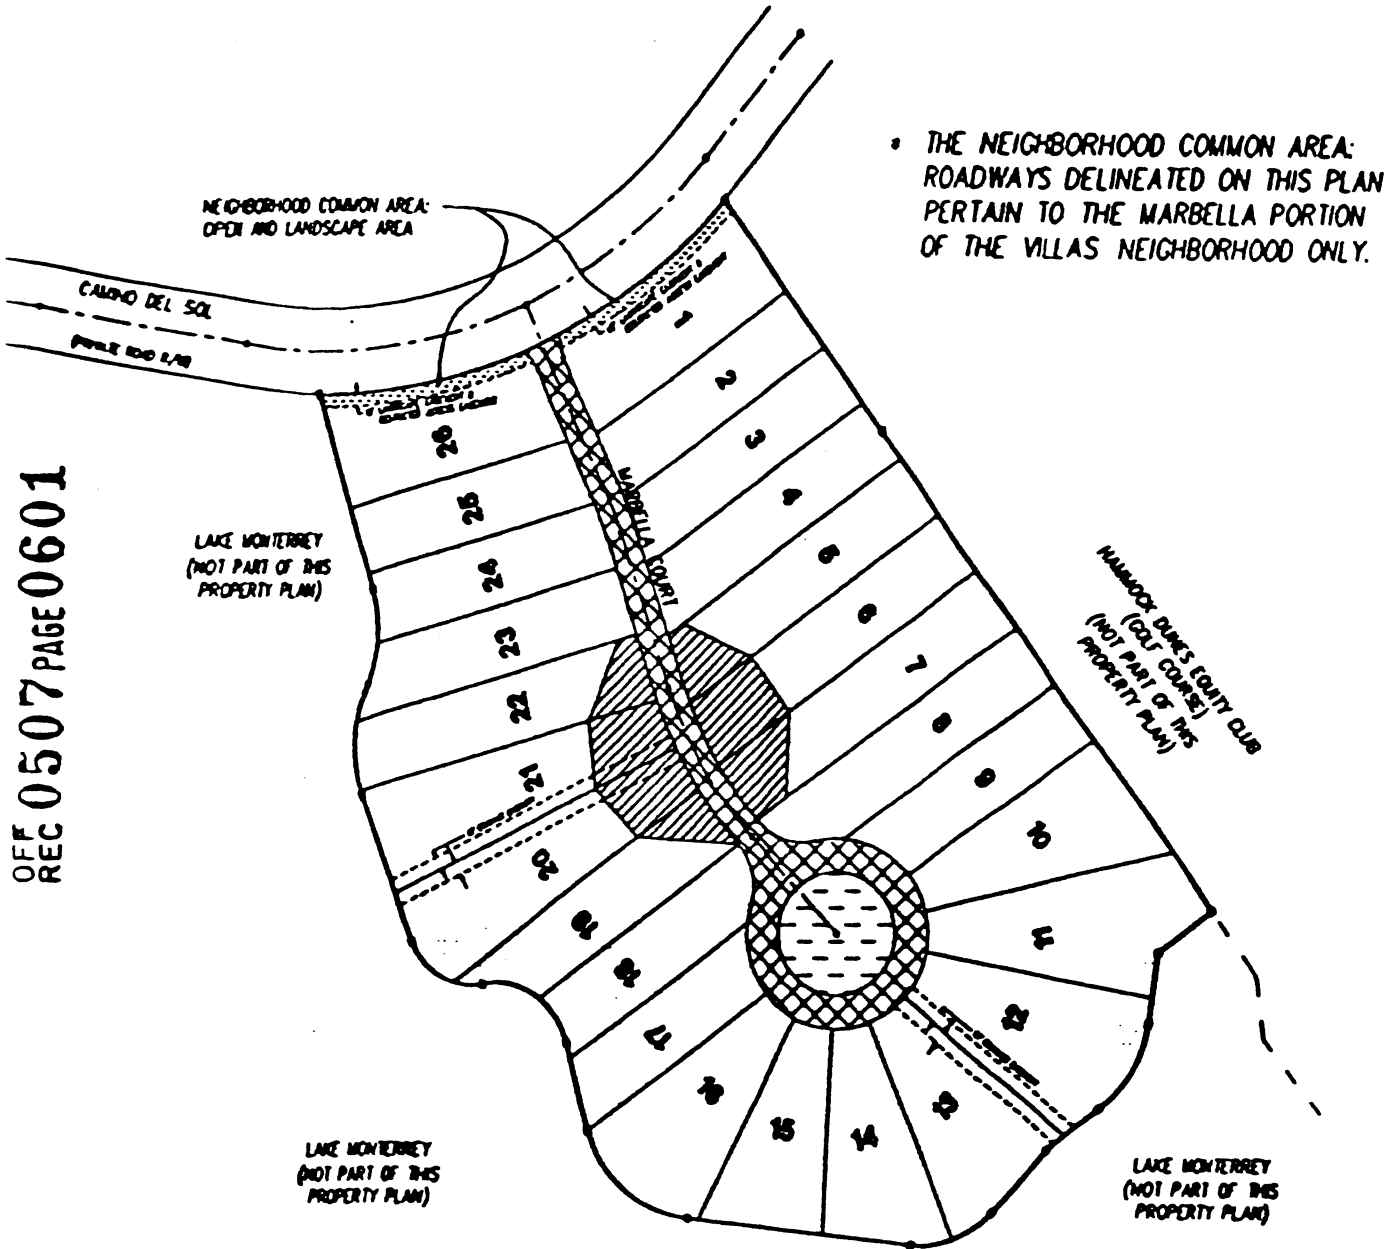 • THE NEIGHBORHOOD COMMON AREA:
ROADWAYS DELINEATED ON THIS PLAN
PERTAIN TO THE MARBELLA PORTION
OF THE VILLAS NEIGHBORHOOD ONLY.
NEIGHBORHOOD COMMON AREA:
OPEN AND LANDSCAPE AREA
CAMINO DEL SOL
(PRIVATE ROAD R/W)
1
2
3
4
5
6
7
8
9
10
11
12
13
14
15
16
17
18
19
20
21
22
23
24
25
26
MARBELLA COURT
LAKE MONTERREY
(NOT PART OF THIS
PROPERTY PLAN)
HAMMOCK DUNES EQUITY CLUB
(GOLF COURSE)
(NOT PART OF THIS
PROPERTY PLAN)
OFF
REC 0507 PAGE 0601
LAKE MONTERREY
(NOT PART OF THIS
PROPERTY PLAN)
LAKE MONTERREY
(NOT PART OF THIS
PROPERTY PLAN)